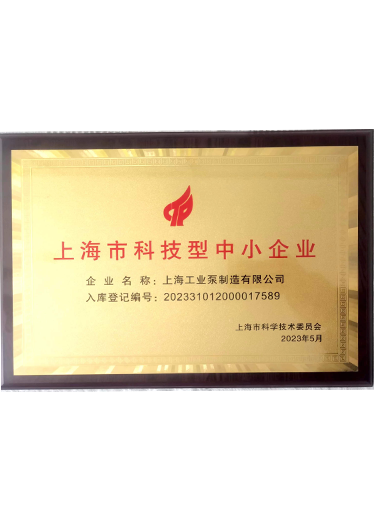 上海市科技型中小企业
企业名称：上海工业泵制造有限公司
入库登记编号：202331012000017589
上海市科学技术委员会
2023年5月